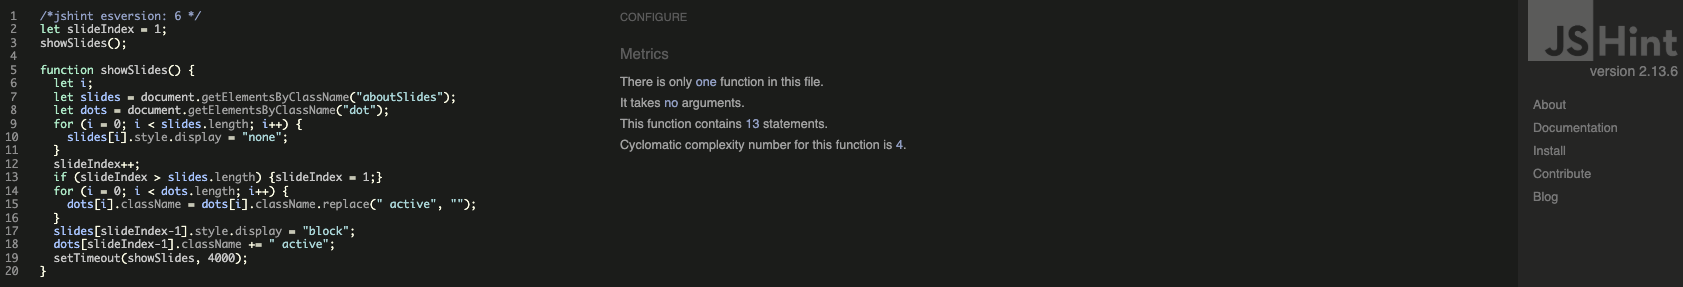 1 /*jshint esversion: 6 */
2 let slideIndex = 1;
3 showSlides();
4
5 function showSlides() {
6   let i;
7   let slides = document.getElementsByClassName("aboutSlides");
8   let dots = document.getElementsByClassName("dot");
9   for (i = 0; i < slides.length; i++) {
10     slides[i].style.display = "none";
11   }
12   slideIndex++;
13   if (slideIndex > slides.length) {slideIndex = 1;}
14   for (i = 0; i < dots.length; i++) {
15     dots[i].className = dots[i].className.replace(" active", "");
16   }
17   slides[slideIndex-1].style.display = "block";
18   dots[slideIndex-1].className += " active";
19   setTimeout(showSlides, 4000);
20 }
CONFIGURE
Metrics
There is only one function in this file.
It takes no arguments.
This function contains 13 statements.
Cyclomatic complexity number for this function is 4.
JSHint
version 2.13.6
About
Documentation
Install
Contribute
Blog